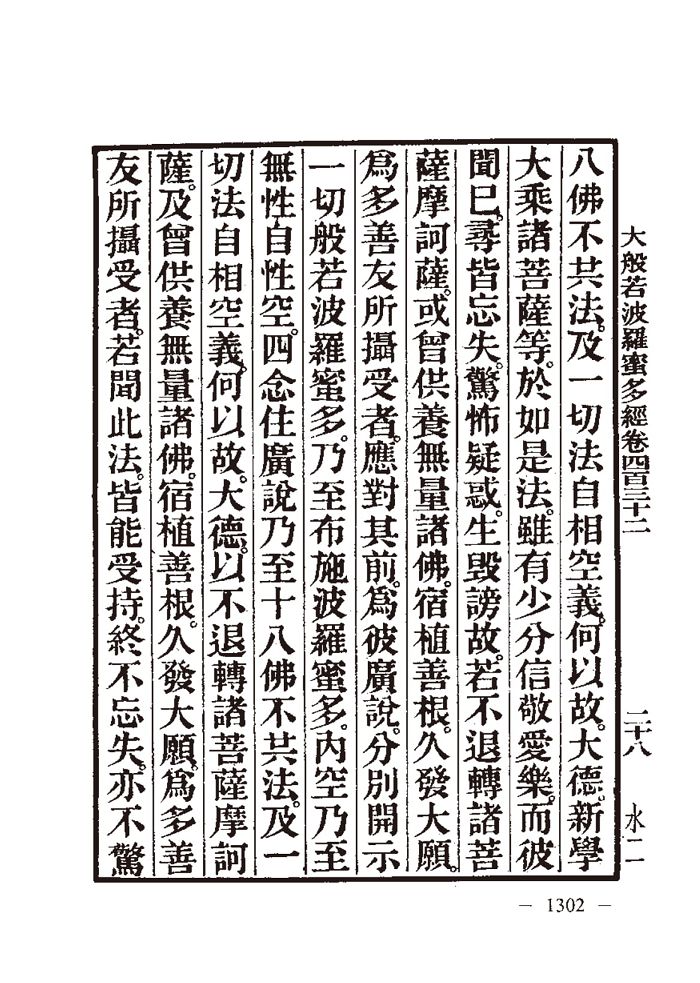 大般若波羅蜜多經卷四百三十二 二十八 水二
八佛不共法。及一切法自相空義。何以故。大德。新學
大乘諸菩薩等。於如是法。雖有少分信敬愛樂。而彼
聞已。尋皆忘失。驚怖疑惑。生毀謗故。若不退轉諸菩
薩摩訶薩。或曾供養無量諸佛。宿植善根。久發大願。
為多善友所攝受者。應對其前。為彼廣說。分別開示
一切般若波羅蜜多。乃至布施波羅蜜多。內空乃至
無性自性空。四念住廣說乃至十八佛不共法。及一
切法自相空義。何以故。大德。以不退轉諸菩薩摩訶
薩。及曾供養無量諸佛。宿植善根。久發大願。為多善
友所攝受者。若聞此法。皆能受持。終不忘失。亦不驚
— 1302 —